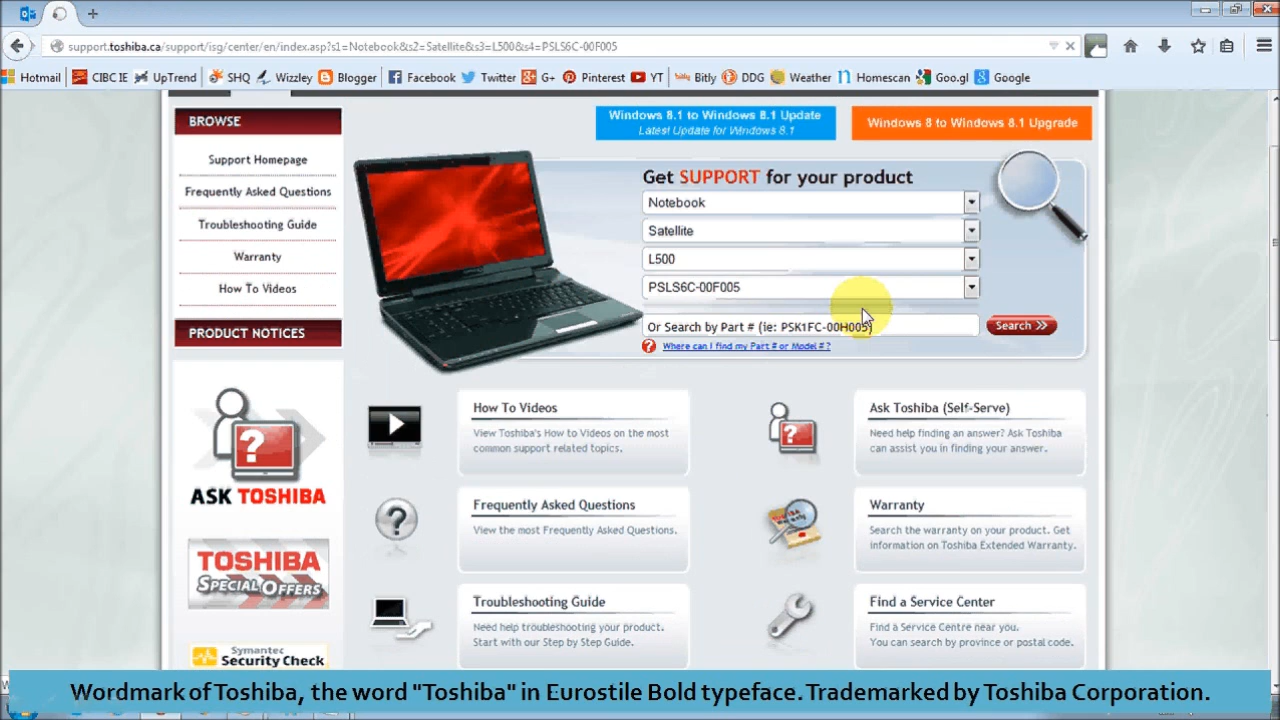 support.toshiba.ca/support/isg/center/en/index.asp?s1=Notebook&s2=Satellite&s3=L500&s4=PSLS6C-00F005
Hotmail CIBC IE UpTrend SHQ Wizzley Blogger Facebook Twitter G+ Pinterest YT Bitly DDG Weather Homescan Goo.gl Google
BROWSE
Support Homepage
Frequently Asked Questions
Troubleshooting Guide
Warranty
How To Videos
PRODUCT NOTICES
ASK TOSHIBA
TOSHIBA
SPECIAL OFFERS
Symantec
Security Check
Windows 8.1 to Windows 8.1 Update
Latest Update for Windows 8.1
Windows 8 to Windows 8.1 Upgrade
Get SUPPORT for your product
Notebook
Satellite
L500
PSLS6C-00F005
Or Search by Part # (ie: PSK1FC-00H005)
Search
Where can I find my Part # or Model # ?
How To Videos
View Toshiba's How to Videos on the most
common support related topics.
Ask Toshiba (Self-Serve)
Need help finding an answer? Ask Toshiba
can assist you in finding your answer.
Frequently Asked Questions
View the most Frequently Asked Questions.
Warranty
Search the warranty on your product. Get
information on Toshiba Extended Warranty.
Troubleshooting Guide
Need help troubleshooting your product.
Start with our Step by Step Guide.
Find a Service Center
Find a Service Centre near you.
You can search by province or postal code.
Wordmark of Toshiba, the word "Toshiba" in Eurostile Bold typeface. Trademarked by Toshiba Corporation.